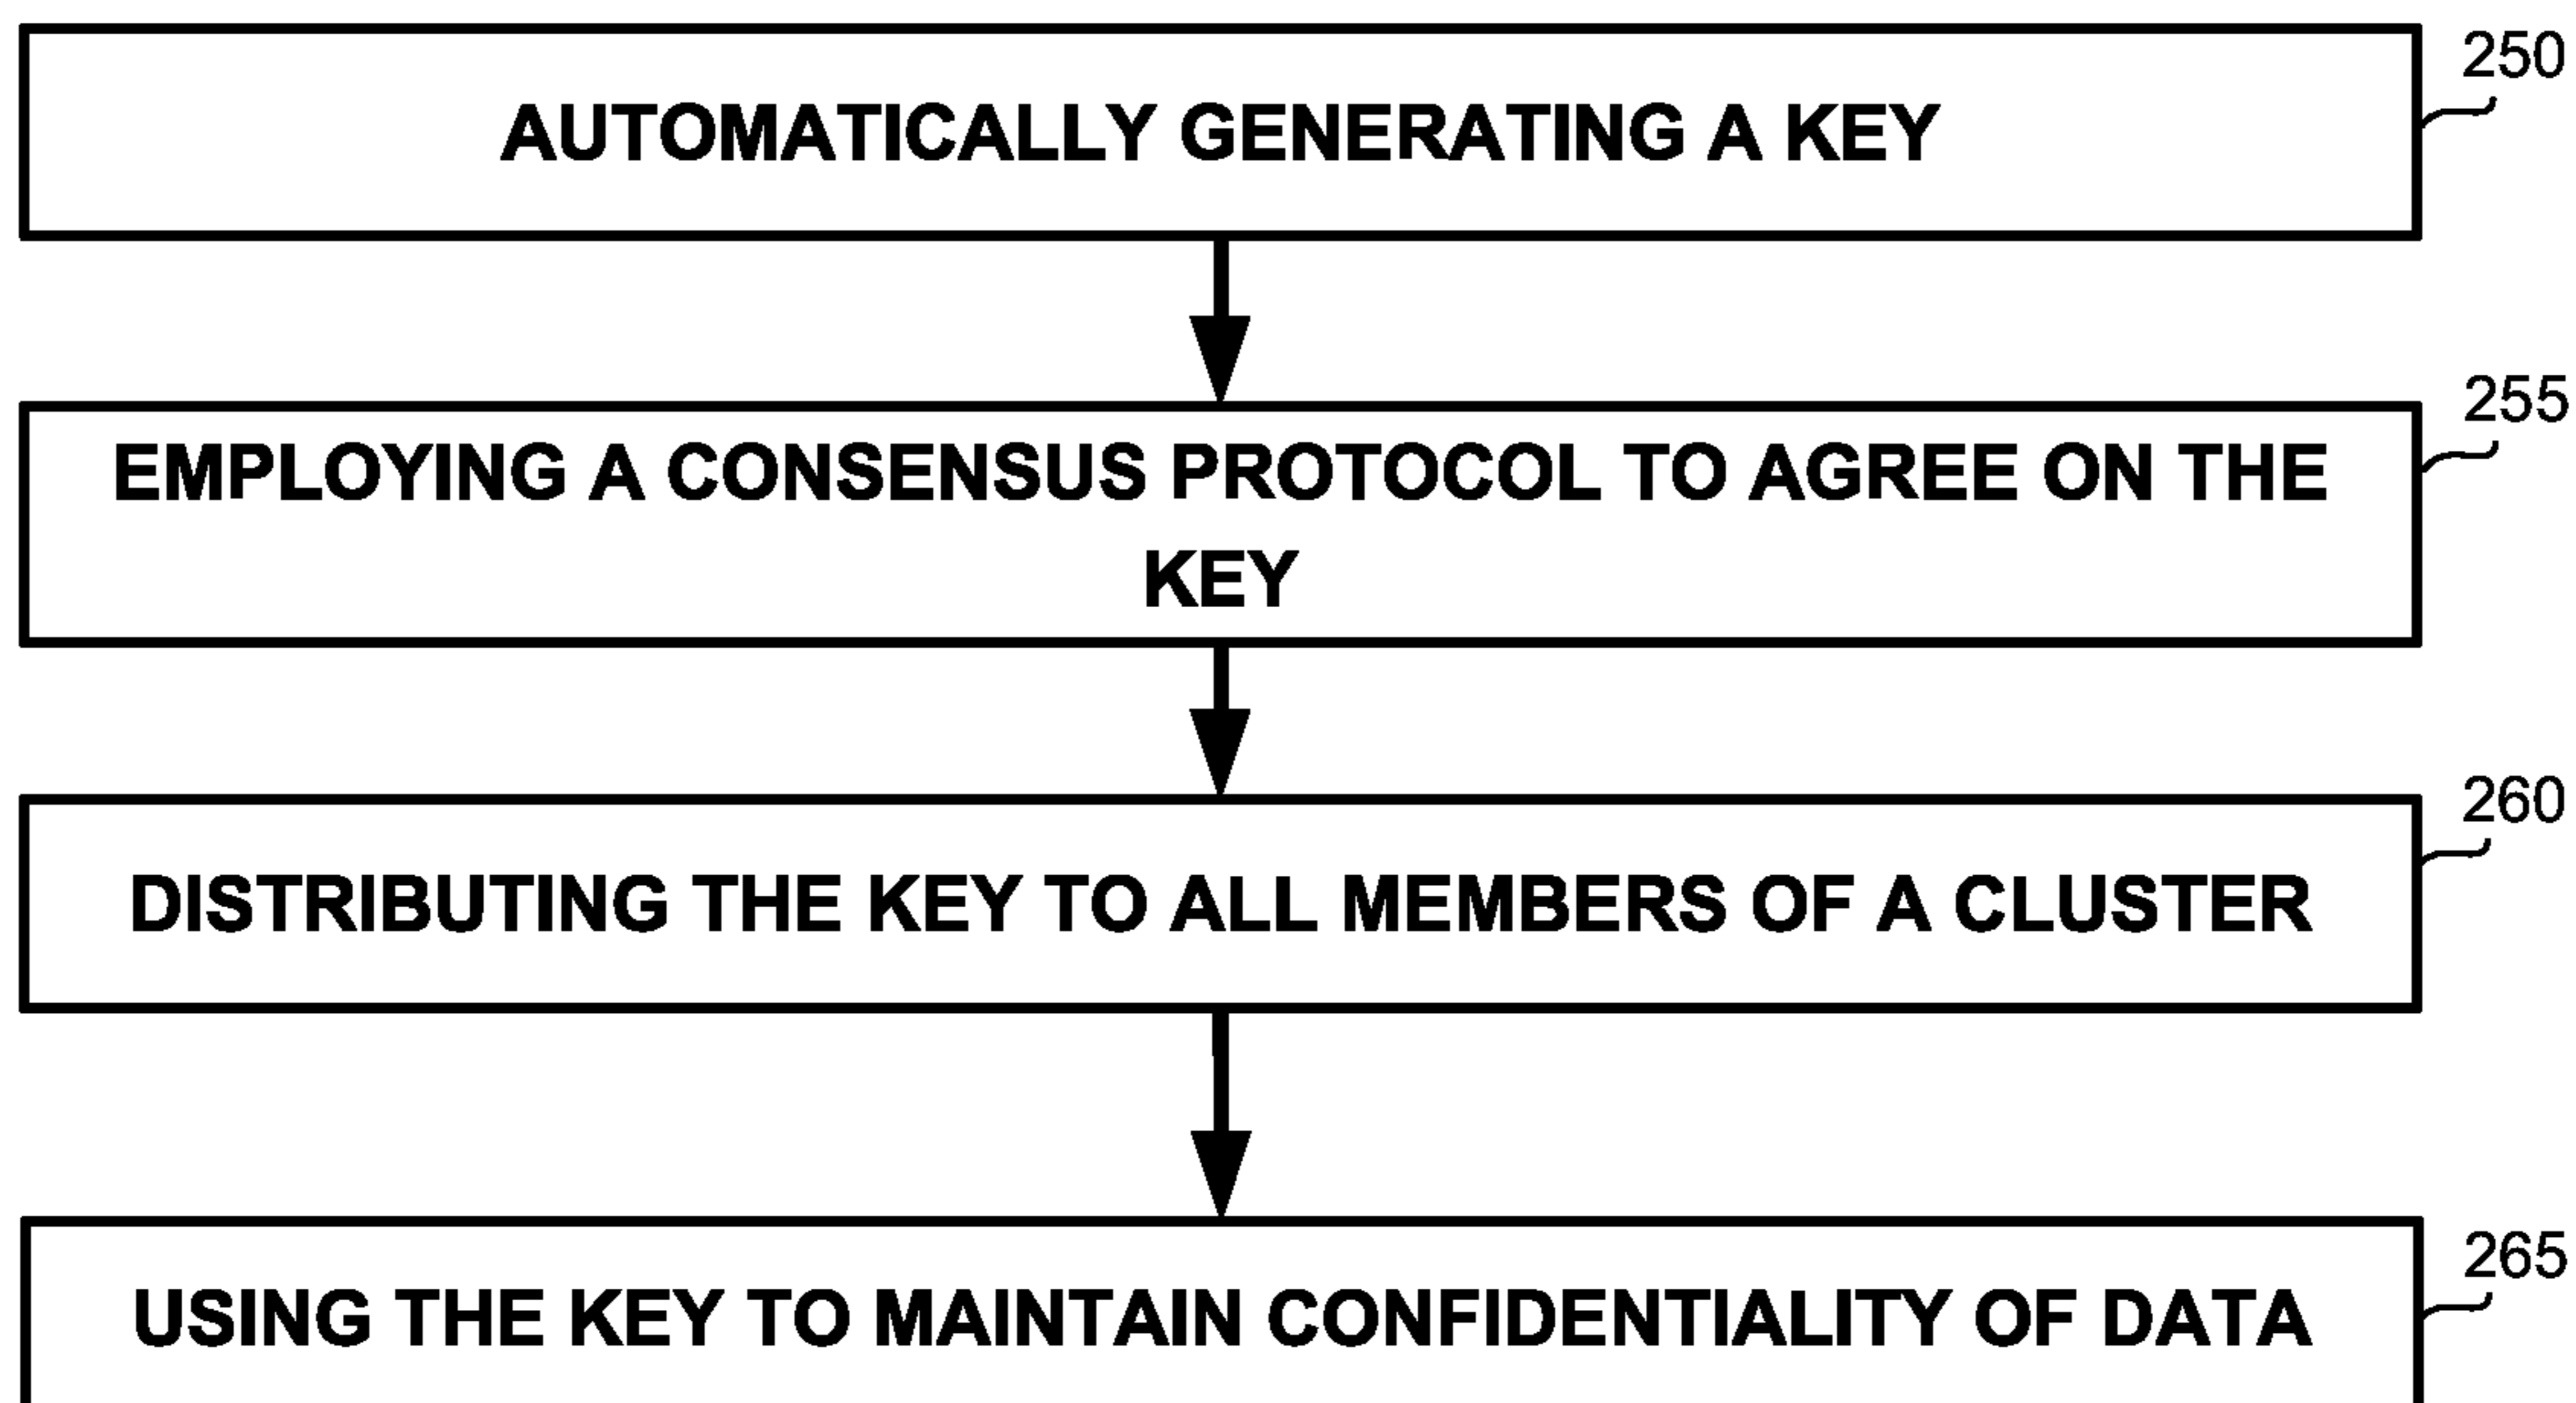 250
AUTOMATICALLY GENERATING A KEY
255
EMPLOYING A CONSENSUS PROTOCOL TO AGREE ON THE
KEY
260
DISTRIBUTING THE KEY TO ALL MEMBERS OF A CLUSTER
265
USING THE KEY TO MAINTAIN CONFIDENTIALITY OF DATA